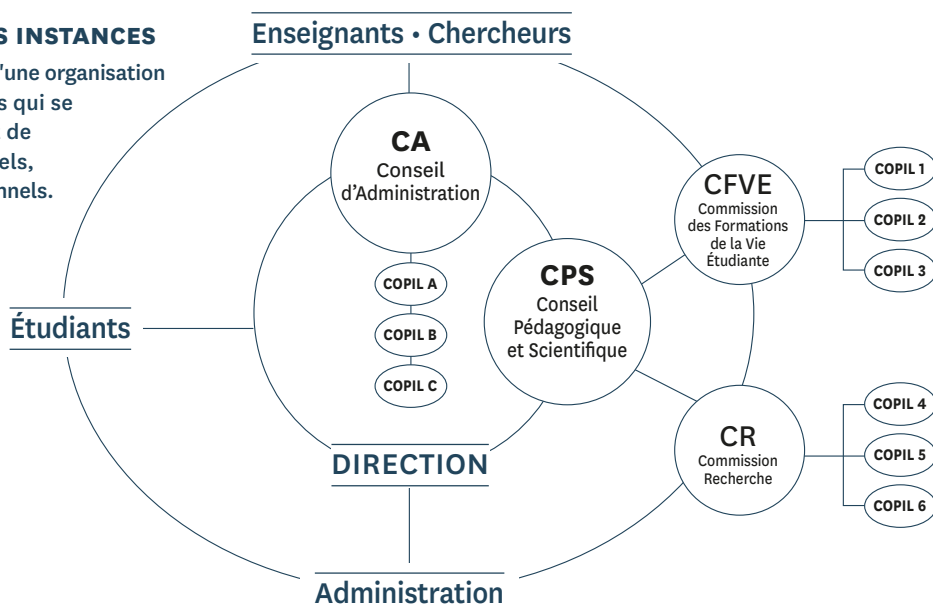 S INSTANCES
'une organisation
s qui se
de
els,
nnels.
Enseignants • Chercheurs
CA
Conseil
d'Administration
COPIL A
COPIL B
COPIL C
CPS
Conseil
Pédagogique
et Scientifique
CFVE
Commission
des Formations
de la Vie
Étudiante
COPIL 1
COPIL 2
COPIL 3
Étudiants
CR
Commission
Recherche
COPIL 4
COPIL 5
COPIL 6
DIRECTION
Administration